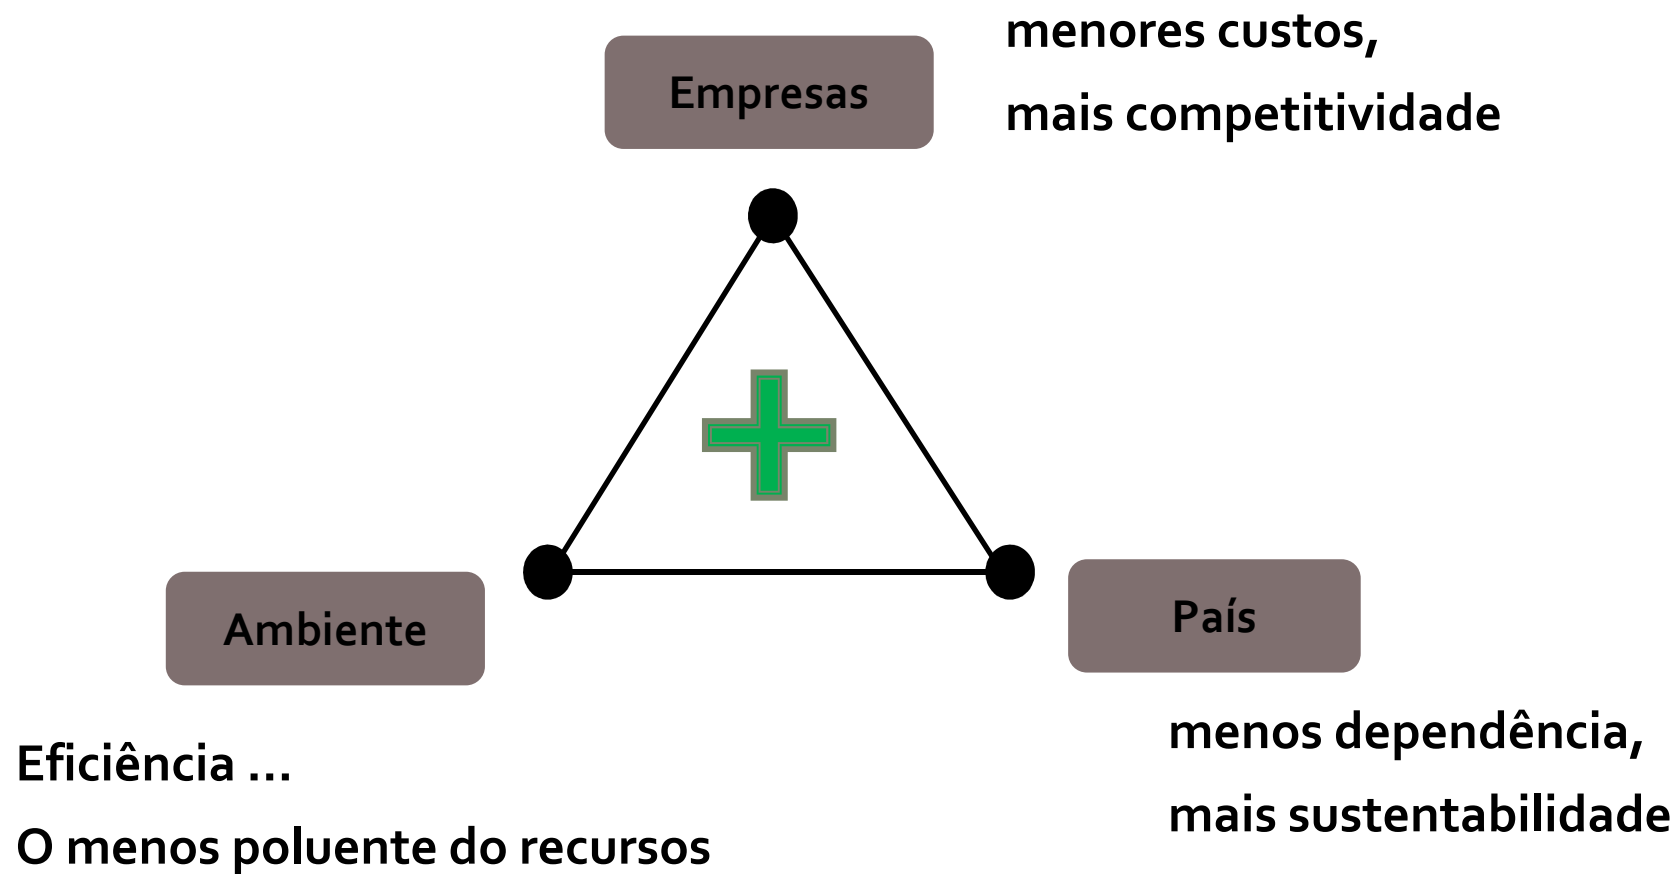 menores custos,
mais competitividade
Empresas
Ambiente
País
Eficiência ...
O menos poluente do recursos
menos dependência,
mais sustentabilidade